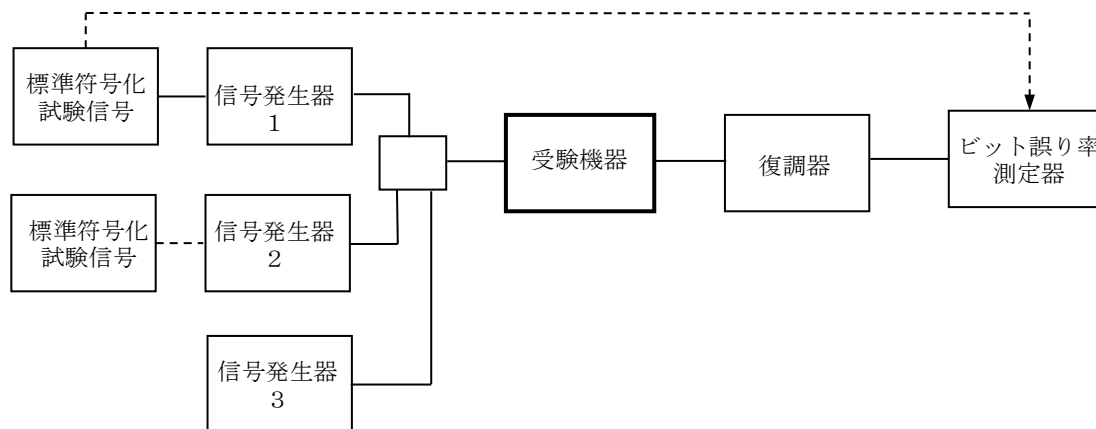 標準符号化
試験信号
信号発生器
１
受験機器
復調器
ビット誤り率
測定器
標準符号化
試験信号
信号発生器
２
信号発生器
３